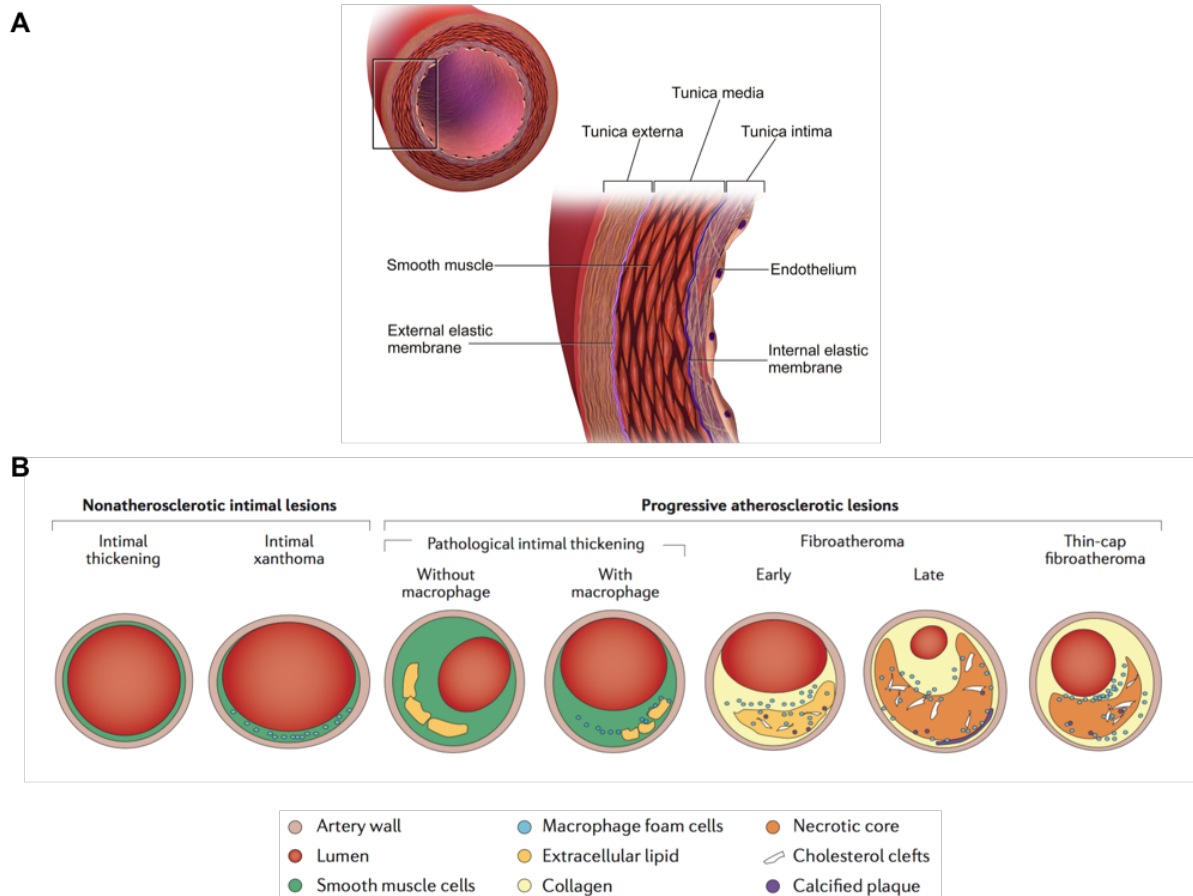 A
Tunica media
Tunica externa
Tunica intima
Smooth muscle
Endothelium
External elastic
membrane
Internal elastic
membrane
B
Nonatherosclerotic intimal lesions
Progressive atherosclerotic lesions
Intimal
thickening
Intimal
xanthoma
Pathological intimal thickening
Without
macrophage
With
macrophage
Fibroatheroma
Early
Late
Thin-cap
fibroatheroma
Artery wall
Macrophage foam cells
Necrotic core
Lumen
Extracellular lipid
Cholesterol clefts
Smooth muscle cells
Collagen
Calcified plaque